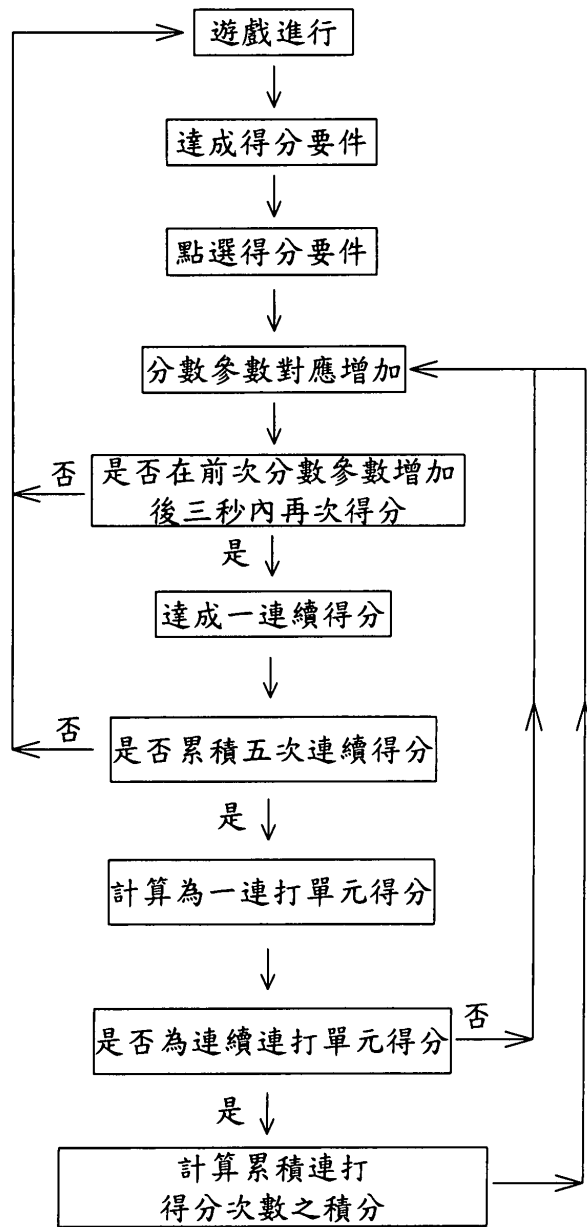 遊戲進行
達成得分要件
點選得分要件
分數參數對應增加
否
是否在前次分數參數增加
後三秒內再次得分
是
達成一連續得分
否
是否累積五次連續得分
是
計算為一連打單元得分
是否為連續連打單元得分
否
是
計算累積連打
得分次數之積分